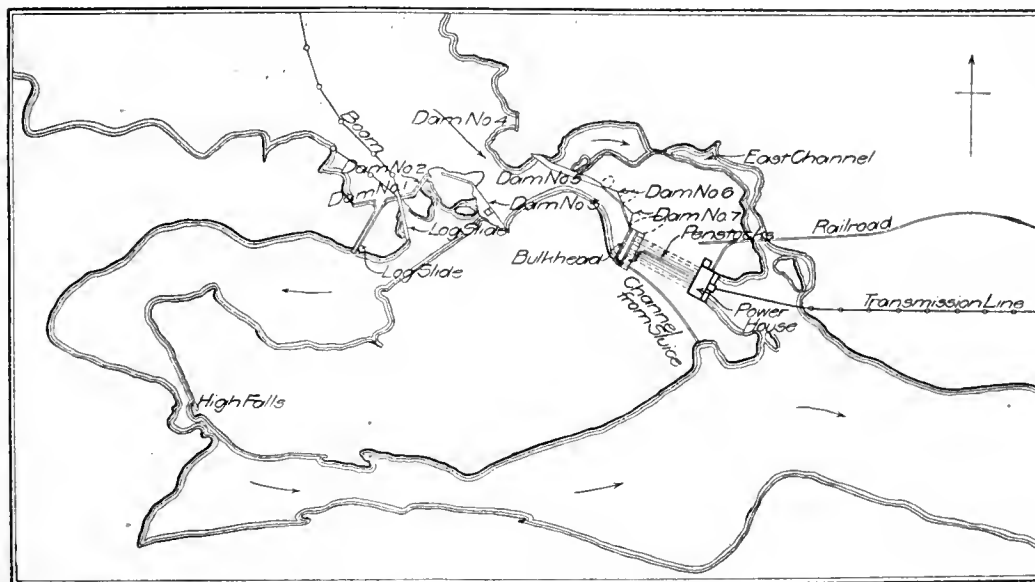 Boom
Dam No 4
Dam No 2
Dam No 1
Log Slide
Log Slide
Dam No 3
Dam No 5
East Channel
Dam No 6
Dam No 7
Penstocks
Railroad
Bulkhead
Channel
from Sluice
Power
House
Transmission Line
High Falls